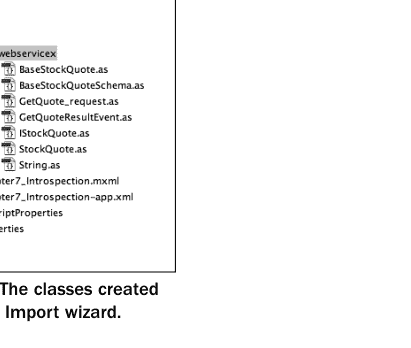 webservicex
BaseStockQuote.as
BaseStockQuoteSchema.as
GetQuote_request.as
GetQuoteResultEvent.as
IStockQuote.as
StockQuote.as
String.as
ter7_Introspection.mxml
ter7_Introspection-app.xml
riptProperties
erties
The classes created
Import wizard.